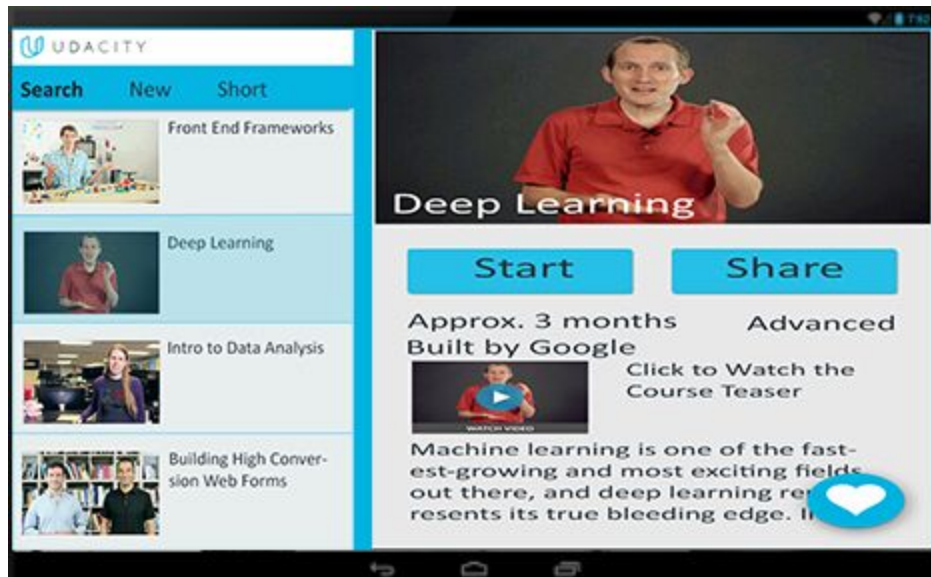 7:52
UDACITY
Search New Short
Front End Frameworks
Deep Learning
Intro to Data Analysis
Building High Conver-
sion Web Forms
Deep Learning
Start Share
Approx. 3 months Advanced
Built by Google
Click to Watch the
Course Teaser
WATCH VIDEO
Machine learning is one of the fast-
est-growing and most exciting fields
out there, and deep learning
resents its true bleeding edge.